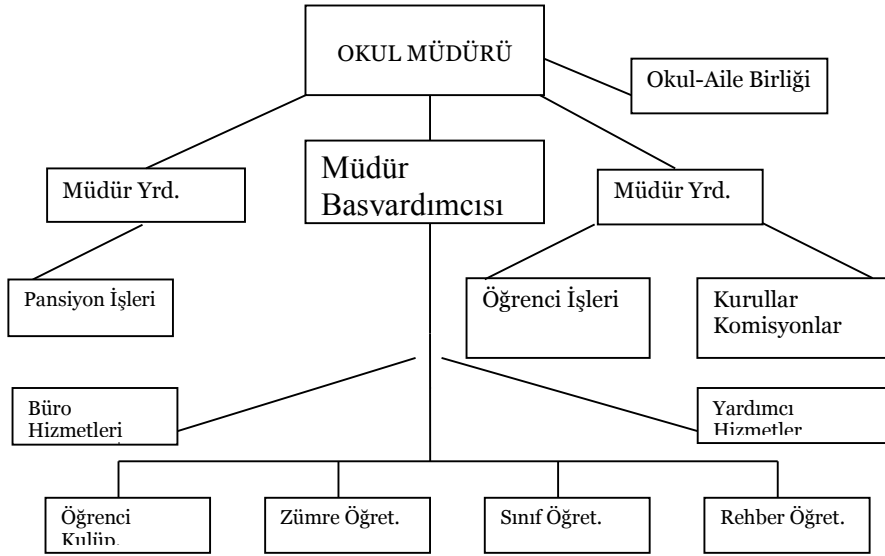 OKUL MÜDÜRÜ
Okul-Aile Birliği
Müdür Yrd.
Müdür
Basvardımcısı
Müdür Yrd.
Pansiyon İşleri
Öğrenci İşleri
Kurullar
Komisyonlar
Büro
Hizmetleri
Yardımcı
Hizmetler
Öğrenci
Kulüp.
Zümre Öğret.
Sınıf Öğret.
Rehber Öğret.